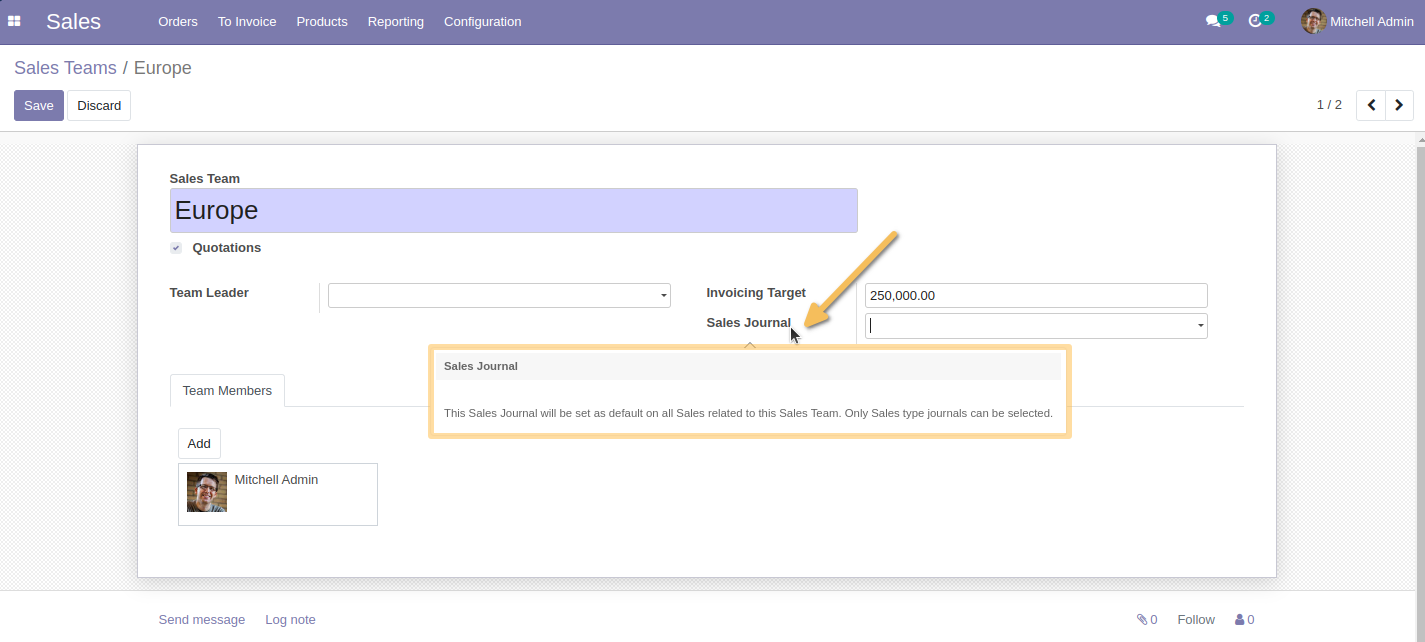 Sales Orders To Invoice Products Reporting Configuration 5 2 Mitchell Admin
Sales Teams / Europe
Save Discard 1 / 2
Sales Team
Europe
Quotations
Team Leader Invoicing Target 250,000.00
Sales Journal
Sales Journal
This Sales Journal will be set as default on all Sales related to this Sales Team. Only Sales type journals can be selected.
Team Members
Add
Mitchell Admin
Send message Log note 0 Follow 0